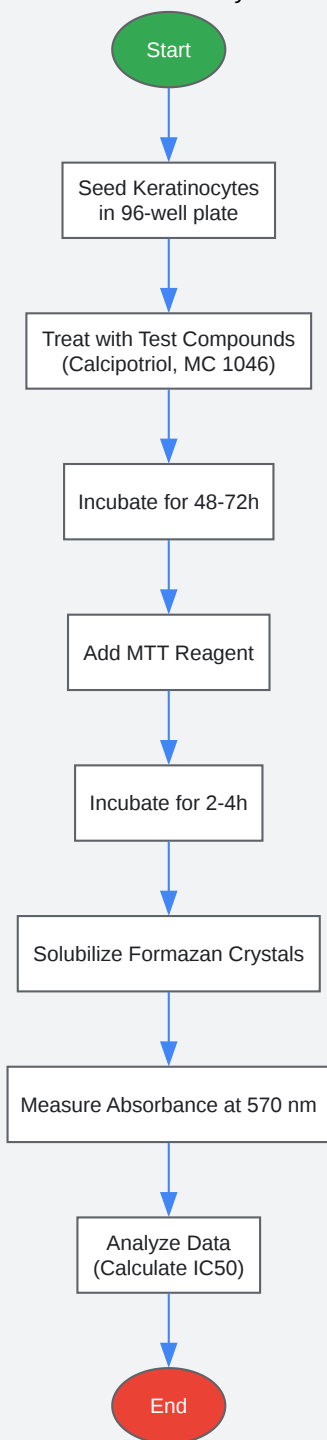 Start
Seed Keratinocytes
in 96-well plate
Treat with Test Compounds
(Calcipotriol, MC 1046)
Incubate for 48-72h
Add MTT Reagent
Incubate for 2-4h
Solubilize Formazan Crystals
Measure Absorbance at 570 nm
Analyze Data
(Calculate IC50)
End